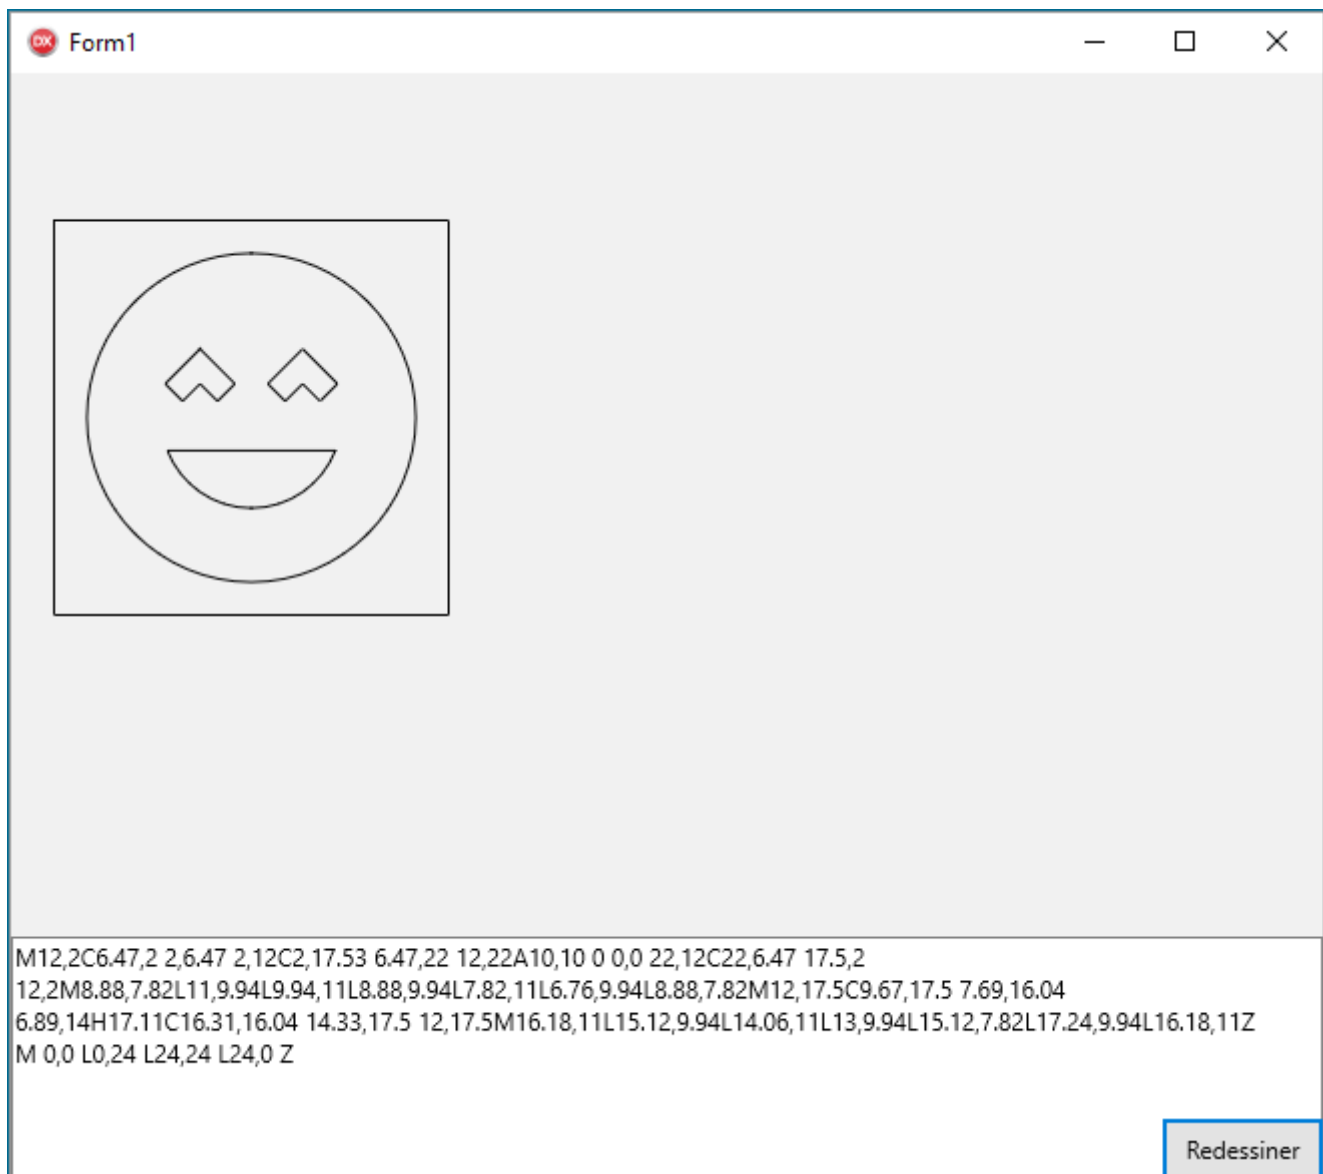 DX Form1
M12,2C6.47,2 2,6.47 2,12C2,17.53 6.47,22 12,22A10,10 0 0,0 22,12C22,6.47 17.5,2
12,2M8.88,7.82L11,9.94L9.94,11L8.88,9.94L7.82,11L6.76,9.94L8.88,7.82M12,17.5C9.67,17.5 7.69,16.04
6.89,14H17.11C16.31,16.04 14.33,17.5 12,17.5M16.18,11L15.12,9.94L14.06,11L13,9.94L15.12,7.82L17.24,9.94L16.18,11Z
M 0,0 L0,24 L24,24 L24,0 Z
Redessiner